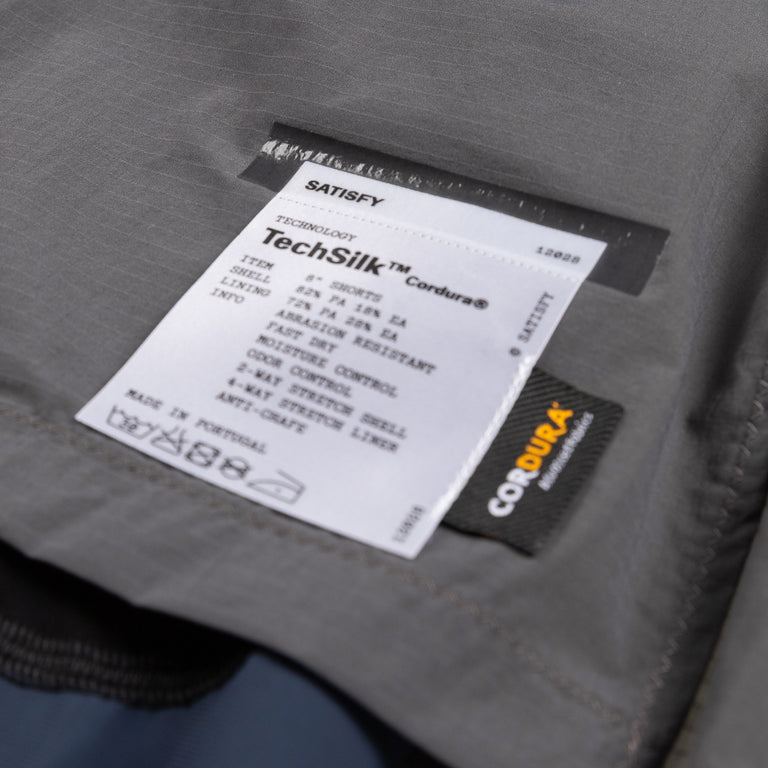 SATISFY
12028
TECHNOLOGY
TechSilk™ Cordura®
ITEM 8" SHORTS
SHELL 82% PA 18% EA
LINING 72% PA 28% EA
INFO ABRASION RESISTANT
FAST DRY
MOISTURE CONTROL
ODOR CONTROL
2-WAY STRETCH SHELL
4-WAY STRETCH LINER
ANTI-CHAFE
MADE IN PORTUGAL
© SATISFY
CORDURA®